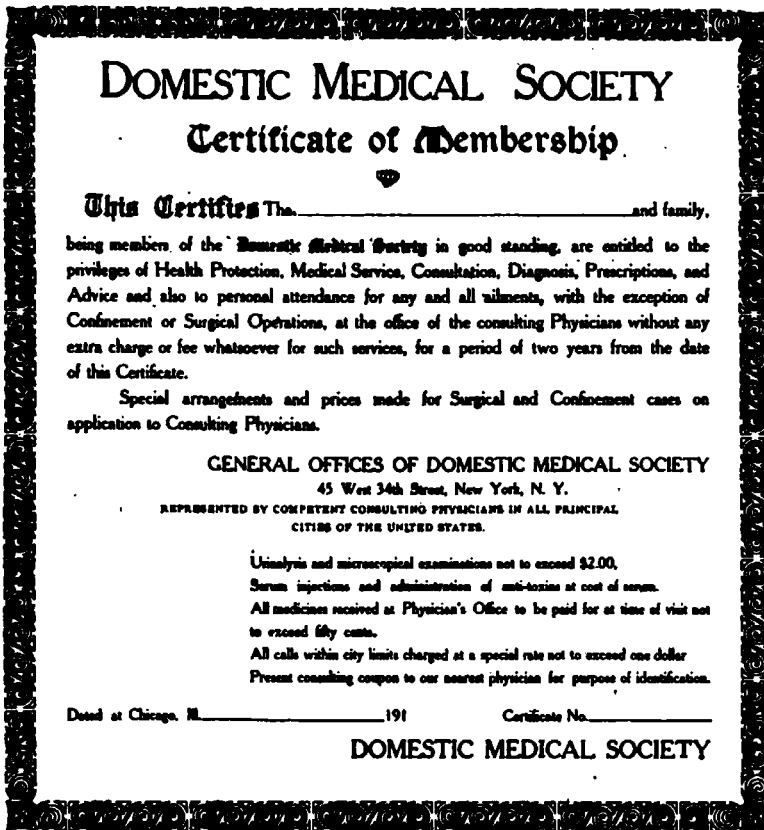 DOMESTIC MEDICAL SOCIETY
Certificate of Membership
This Certifies Tha. and family,
being members of the Domestic Medical Society in good standing, are entitled to the
privileges of Health Protection, Medical Service, Consultation, Diagnosis, Prescriptions, and
Advice and also to personal attendance for any and all ailments, with the exception of
Confinement or Surgical Operations, at the office of the consulting Physicians without any
extra charge or fee whatsoever for such services, for a period of two years from the date
of this Certificate.
Special arrangements and prices made for Surgical and Confinement cases on
application to Consulting Physicians.
GENERAL OFFICES OF DOMESTIC MEDICAL SOCIETY
45 West 34th Street, New York, N. Y.
REPRESENTED BY COMPETENT CONSULTING PHYSICIANS IN ALL PRINCIPAL
CITIES OF THE UNITED STATES.
Urinalysis and microscopical examinations not to exceed $2.00,
Serum injections and administration of anti-toxins at cost of serum.
All medicines received at Physician's Office to be paid for at time of visit not
to exceed fifty cents.
All calls within city limits charged at a special rate not to exceed one dollar
Present consulting coupon to our nearest physician for purpose of identification.
Dated at Chicago, Ill. 191 Certificate No.
DOMESTIC MEDICAL SOCIETY